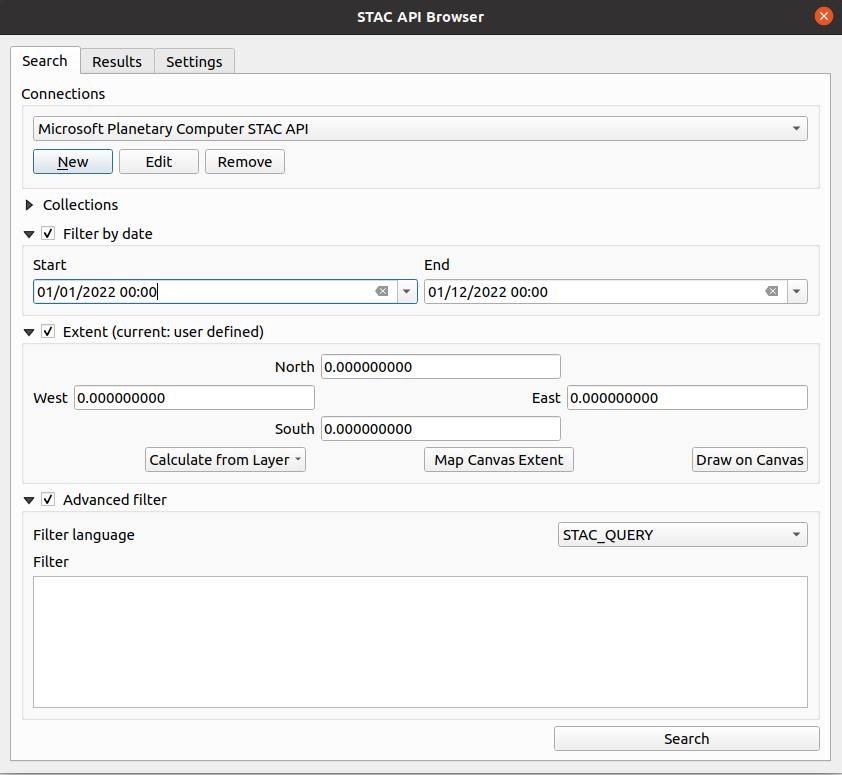 STAC API Browser
Search Results Settings
Connections
Microsoft Planetary Computer STAC API
New Edit Remove
Collections
Filter by date
Start End
01/01/2022 00:00 01/12/2022 00:00
Extent (current: user defined)
North 0.000000000
West 0.000000000 East 0.000000000
South 0.000000000
Calculate from Layer Map Canvas Extent Draw on Canvas
Advanced filter
Filter language STAC_QUERY
Filter
Search